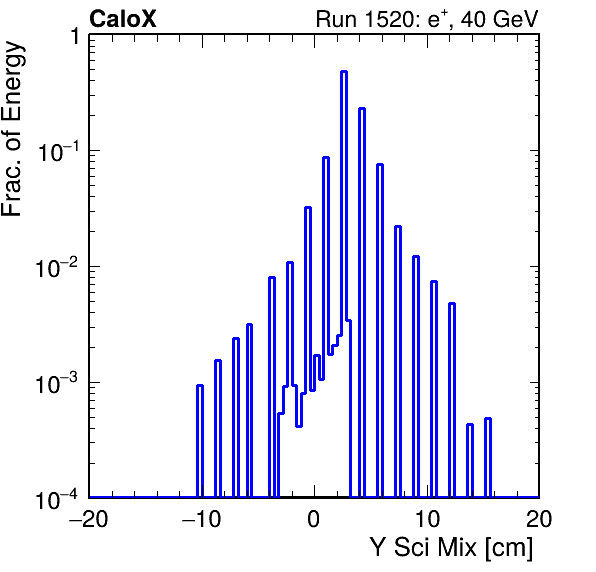 CaloX Run 1520: e⁺, 40 GeV
Frac. of Energy
1
10⁻¹
10⁻²
10⁻³
10⁻⁴
−20 −10 0 10 20
Y Sci Mix [cm]